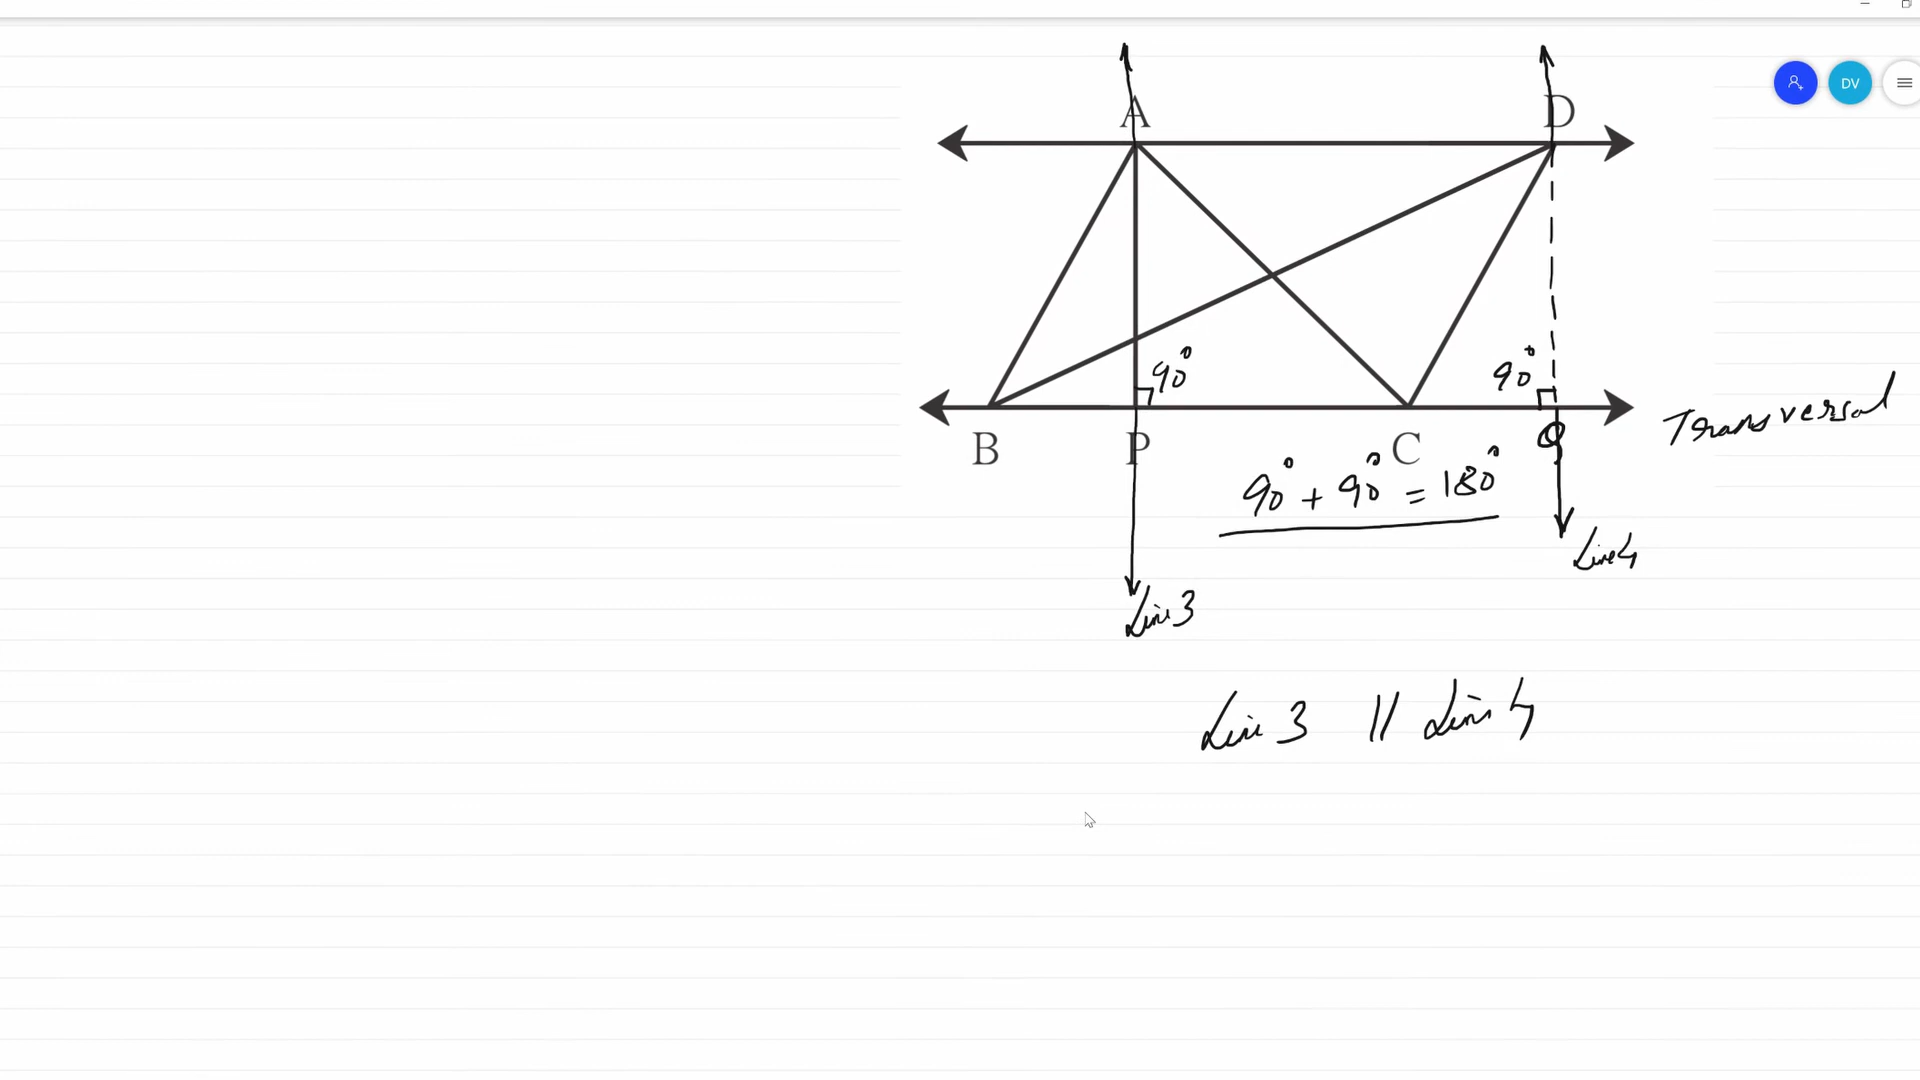 A D
DV
90° 90°
Transversal
B P C Q
90° + 90° = 180°
Line 4
Line 3
Line 3 || Line 4